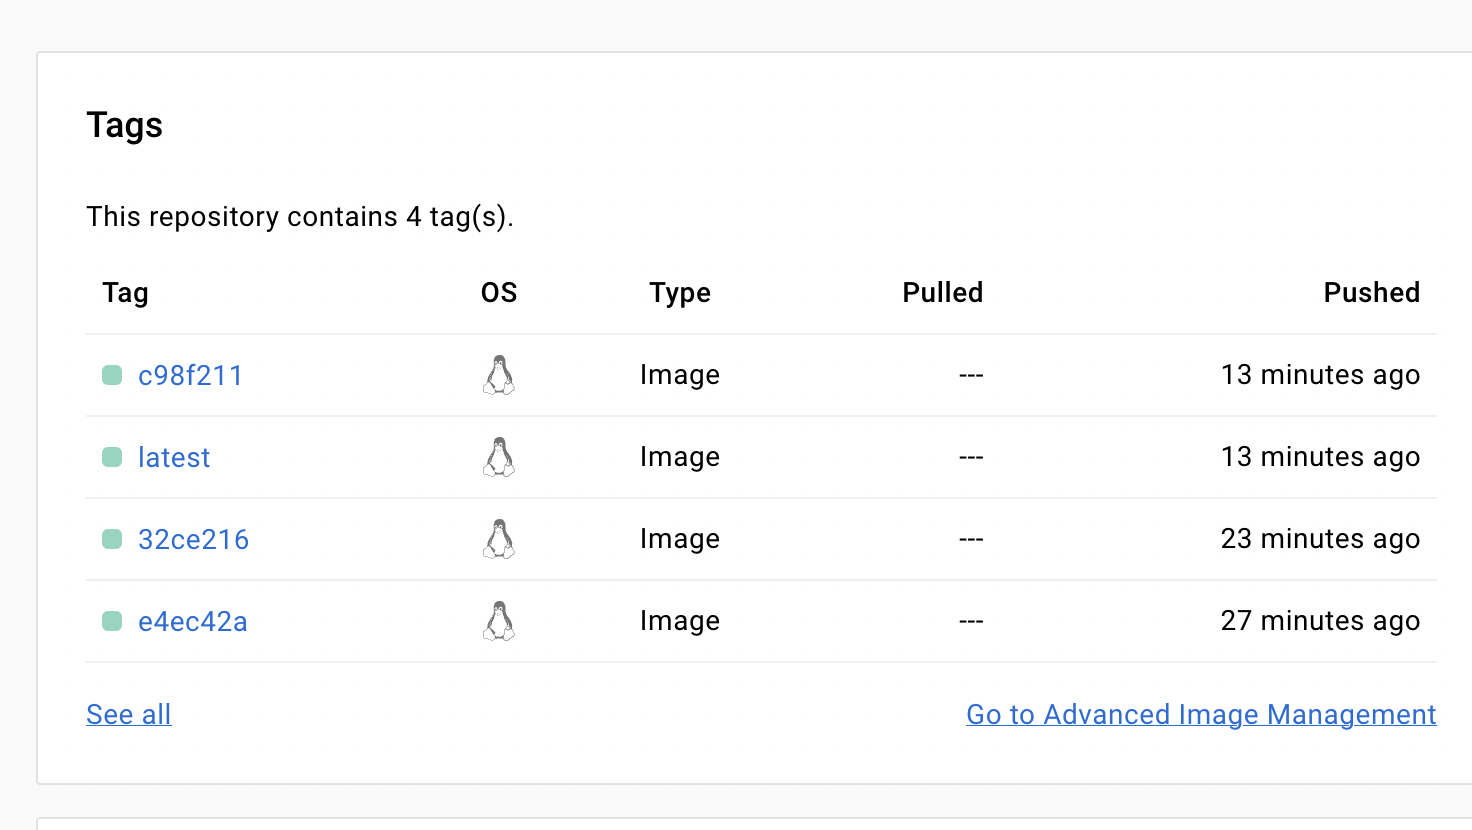 Tags
This repository contains 4 tag(s).
Tag OS Type Pulled Pushed
c98f211 Image --- 13 minutes ago
latest Image --- 13 minutes ago
32ce216 Image --- 23 minutes ago
e4ec42a Image --- 27 minutes ago
See all Go to Advanced Image Management